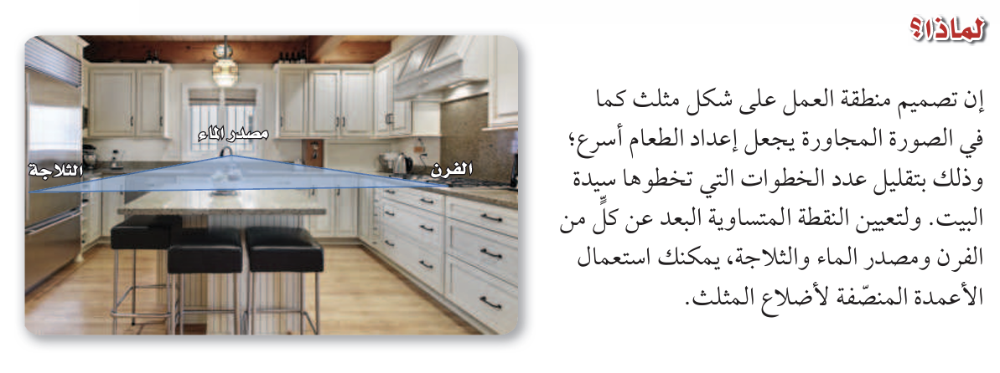 لماذا؟
إن تصميم منطقة العمل على شكل مثلث كما
في الصورة المجاورة يجعل إعداد الطعام أسرع؛
وذلك بتقليل عدد الخطوات التي تخطوها سيدة
البيت. ولتعيين النقطة المتساوية البعد عن كلٍّ من
الفرن ومصدر الماء والثلاجة، يمكنك استعمال
الأعمدة المنصّفة لأضلاع المثلث.
مصدر الماء
الفرن
الثلاجة